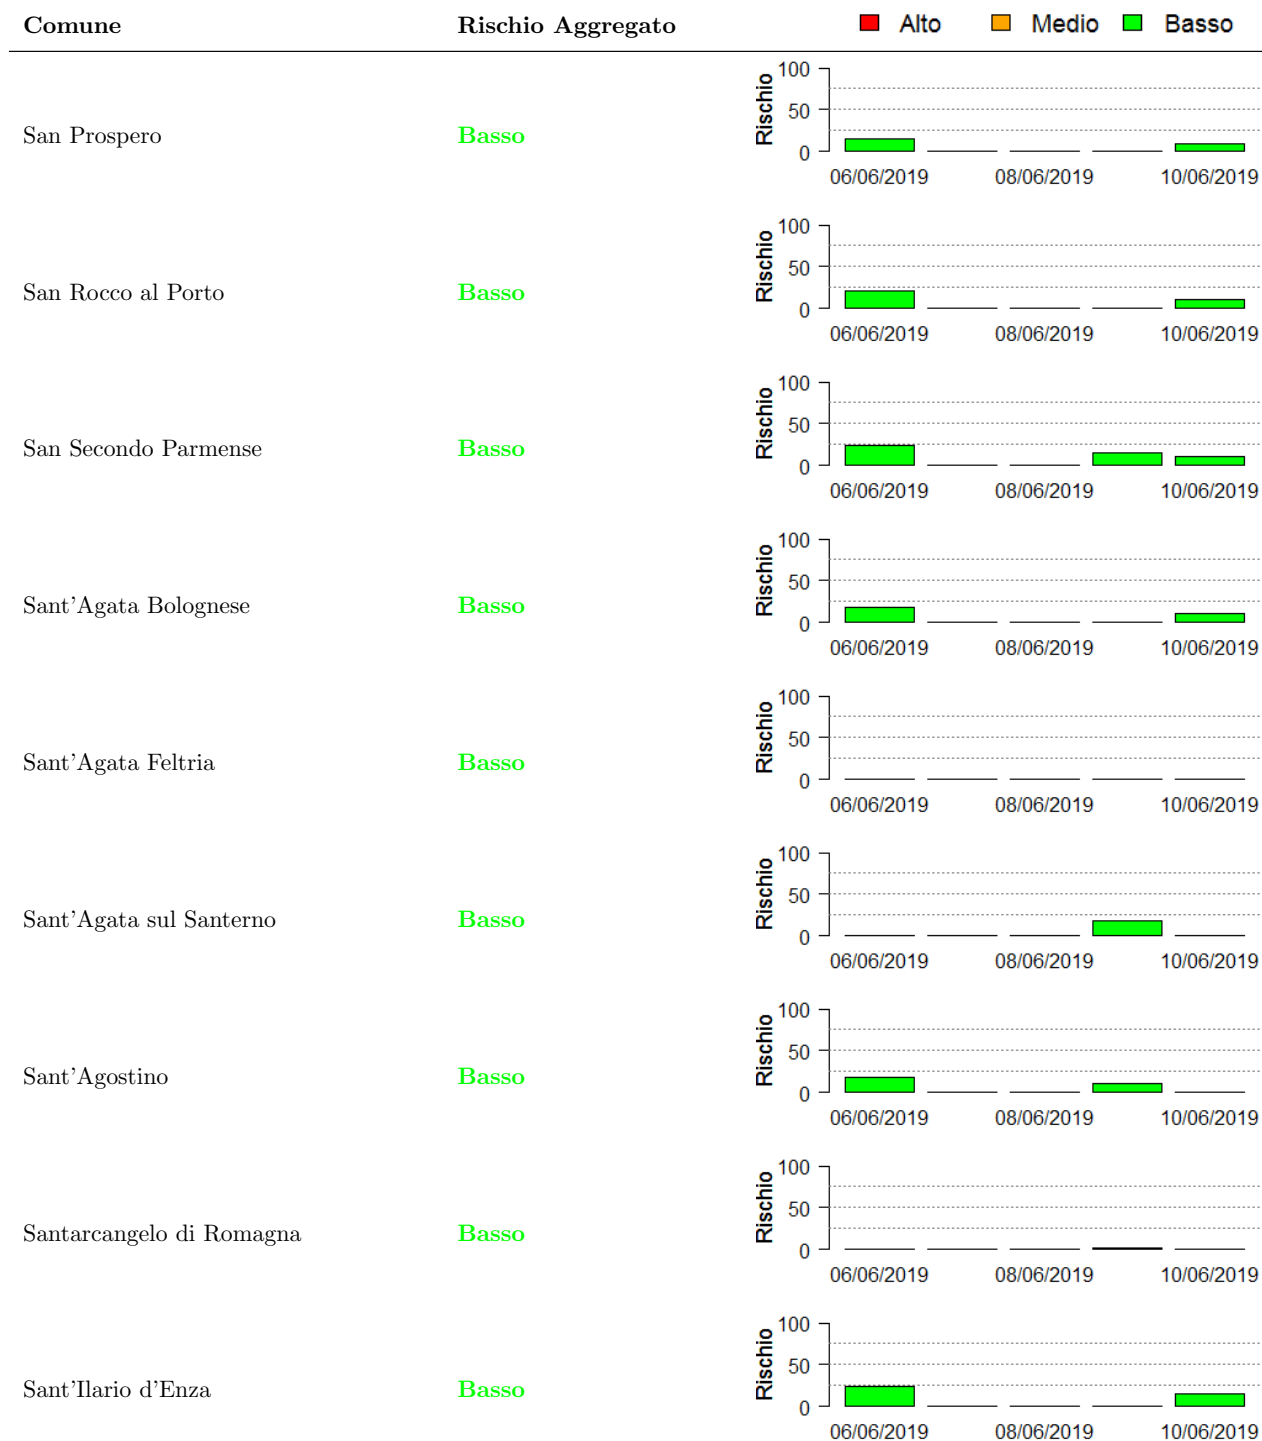 Comune Rischio Aggregato Alto Medio Basso
San Prospero Basso Rischio 100 50 0
06/06/2019 08/06/2019 10/06/2019
San Rocco al Porto Basso Rischio 100 50 0
06/06/2019 08/06/2019 10/06/2019
San Secondo Parmense Basso Rischio 100 50 0
06/06/2019 08/06/2019 10/06/2019
Sant'Agata Bolognese Basso Rischio 100 50 0
06/06/2019 08/06/2019 10/06/2019
Sant'Agata Feltria Basso Rischio 100 50 0
06/06/2019 08/06/2019 10/06/2019
Sant'Agata sul Santerno Basso Rischio 100 50 0
06/06/2019 08/06/2019 10/06/2019
Sant'Agostino Basso Rischio 100 50 0
06/06/2019 08/06/2019 10/06/2019
Santarcangelo di Romagna Basso Rischio 100 50 0
06/06/2019 08/06/2019 10/06/2019
Sant'Ilario d'Enza Basso Rischio 100 50 0
06/06/2019 08/06/2019 10/06/2019